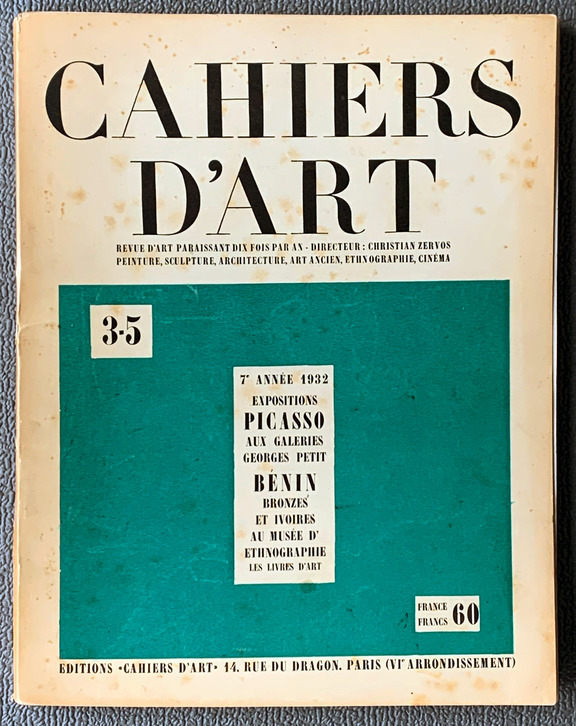 CAHIERS
D'ART
REVUE D'ART PARAISSANT DIX FOIS PAR AN - DIRECTEUR : CHRISTIAN ZERVOS
PEINTURE, SCULPTURE, ARCHITECTURE, ART ANCIEN, ETHNOGRAPHIE, CINÉMA
3-5
7e ANNÉE 1932
EXPOSITIONS
PICASSO
AUX GALERIES
GEORGES PETIT
BÉNIN
BRONZES
ET IVOIRES
AU MUSÉE D'
ETHNOGRAPHIE
LES LIVRES D'ART
FRANCE
FRANCS 60
EDITIONS «CAHIERS D'ART» 14, RUE DU DRAGON. PARIS (VIe ARRONDISSEMENT)